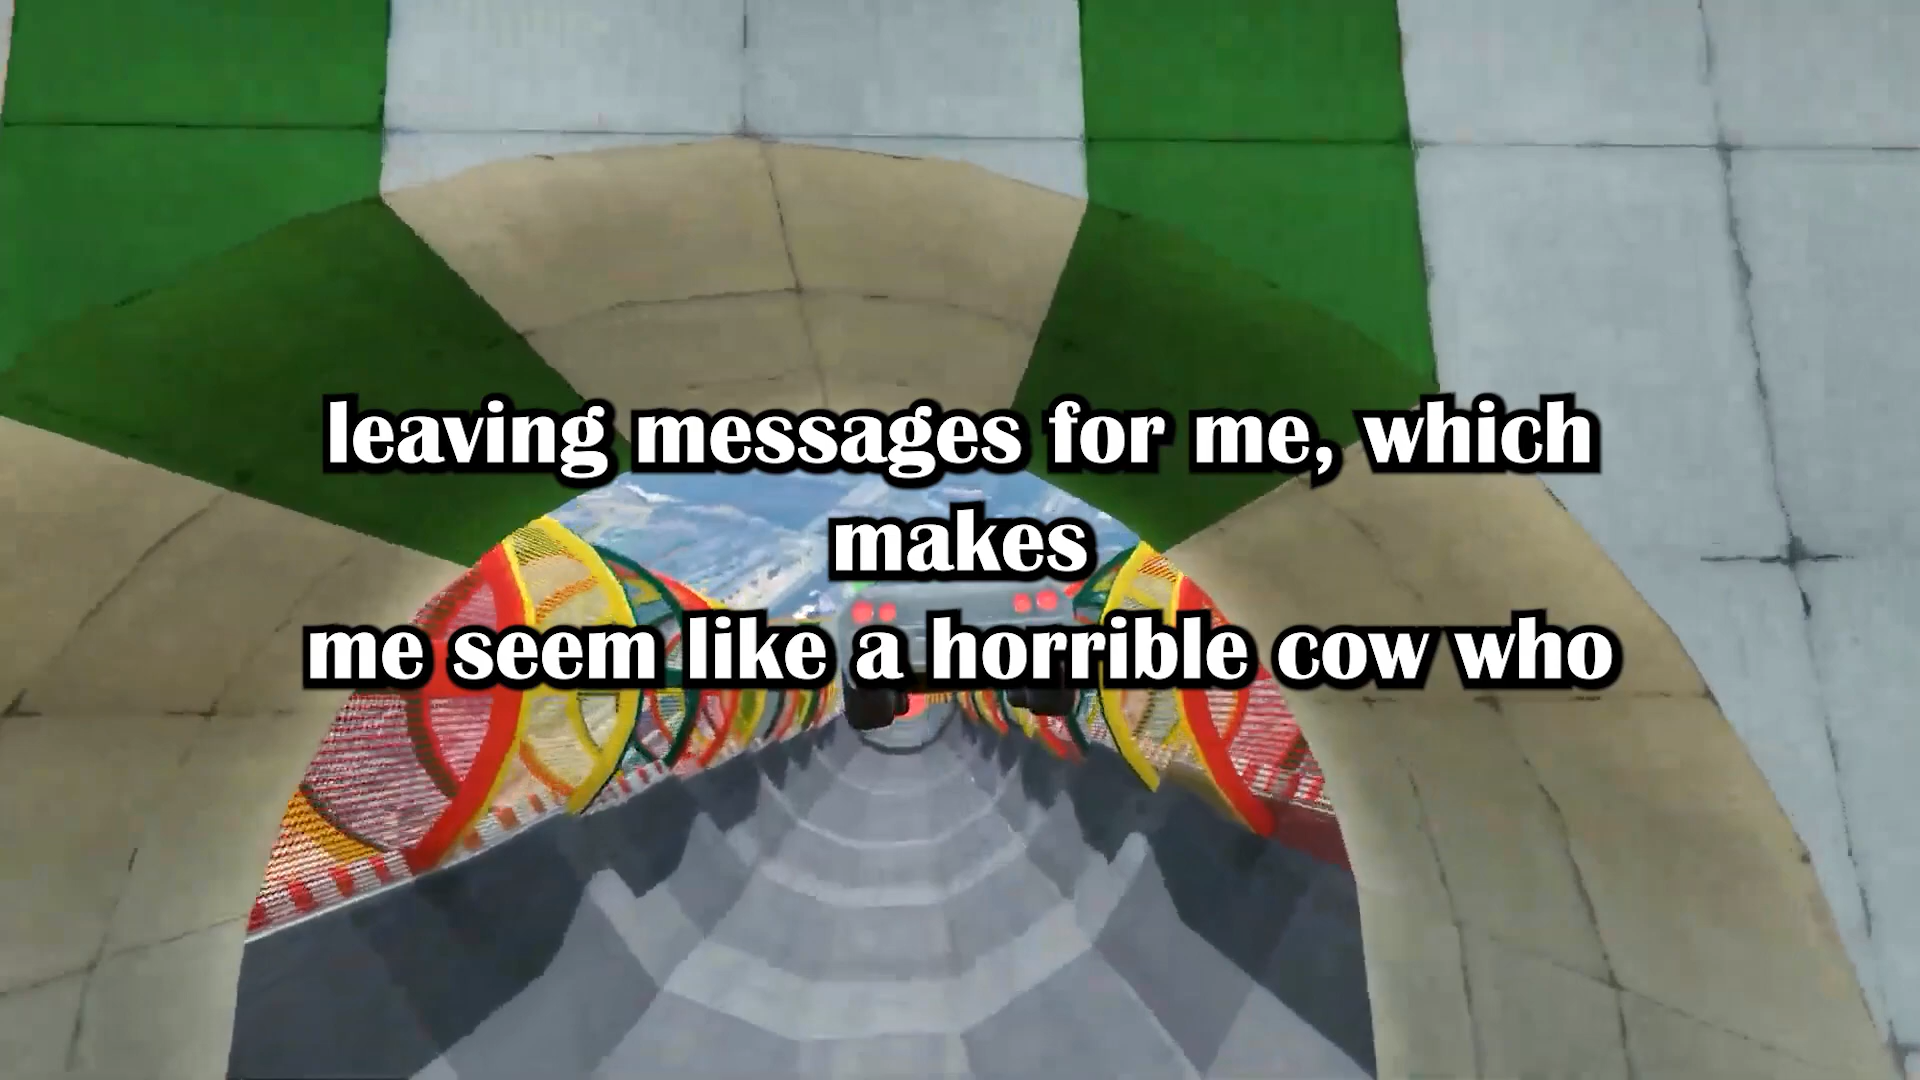 leaving messages for me, which
makes
me seem like a horrible cow who